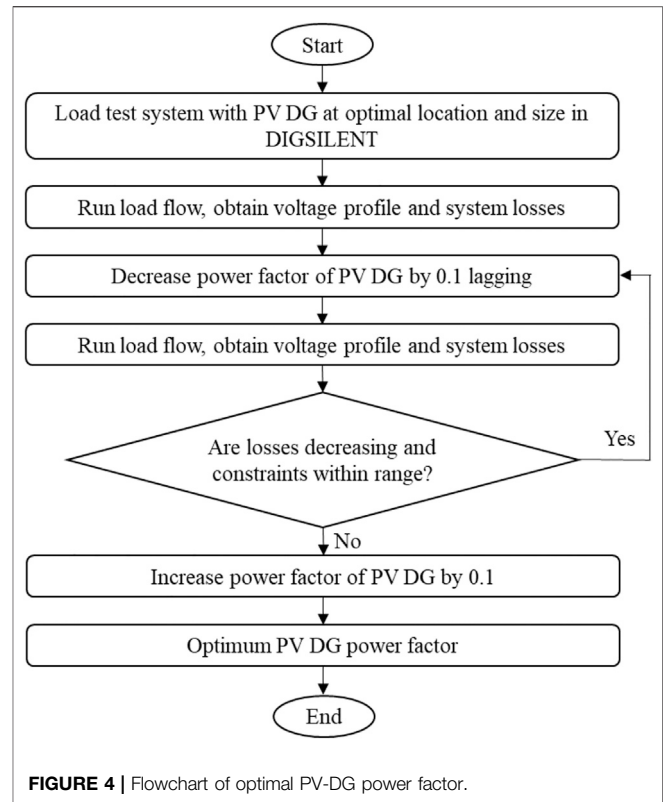 Start
Load test system with PV DG at optimal location and size in
DIGSILENT
Run load flow, obtain voltage profile and system losses
Decrease power factor of PV DG by 0.1 lagging
Run load flow, obtain voltage profile and system losses
Are losses decreasing and
constraints within range?
Yes
No
Increase power factor of PV DG by 0.1
Optimum PV DG power factor
End
FIGURE 4 | Flowchart of optimal PV-DG power factor.